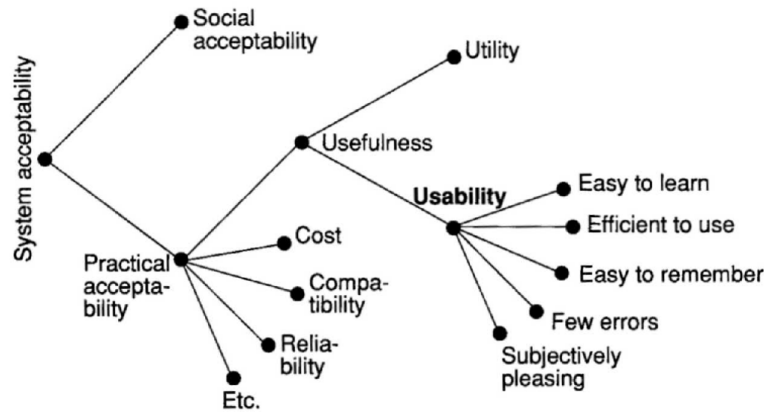 System acceptability
Social
acceptability
Practical
accepta-
bility
Usefulness
Cost
Compa-
tibility
Relia-
bility
Etc.
Utility
Usability
Easy to learn
Efficient to use
Easy to remember
Few errors
Subjectively
pleasing